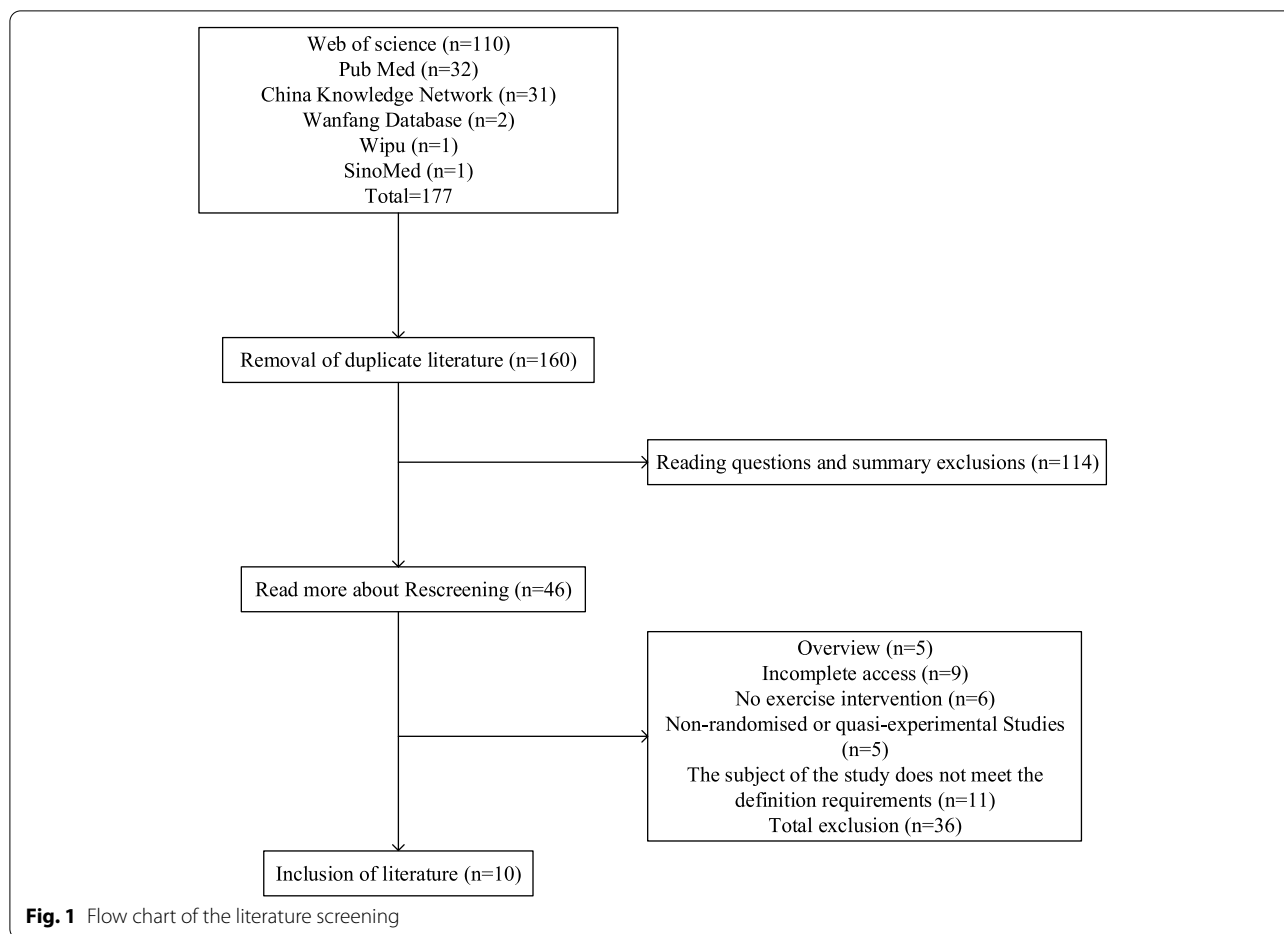 Web of science (n=110)
Pub Med (n=32)
China Knowledge Network (n=31)
Wanfang Database (n=2)
Wipu (n=1)
SinoMed (n=1)
Total=177
Removal of duplicate literature (n=160)
Reading questions and summary exclusions (n=114)
Read more about Rescreening (n=46)
Overview (n=5)
Incomplete access (n=9)
No exercise intervention (n=6)
Non-randomised or quasi-experimental Studies
(n=5)
The subject of the study does not meet the
definition requirements (n=11)
Total exclusion (n=36)
Inclusion of literature (n=10)
Fig. 1 Flow chart of the literature screening